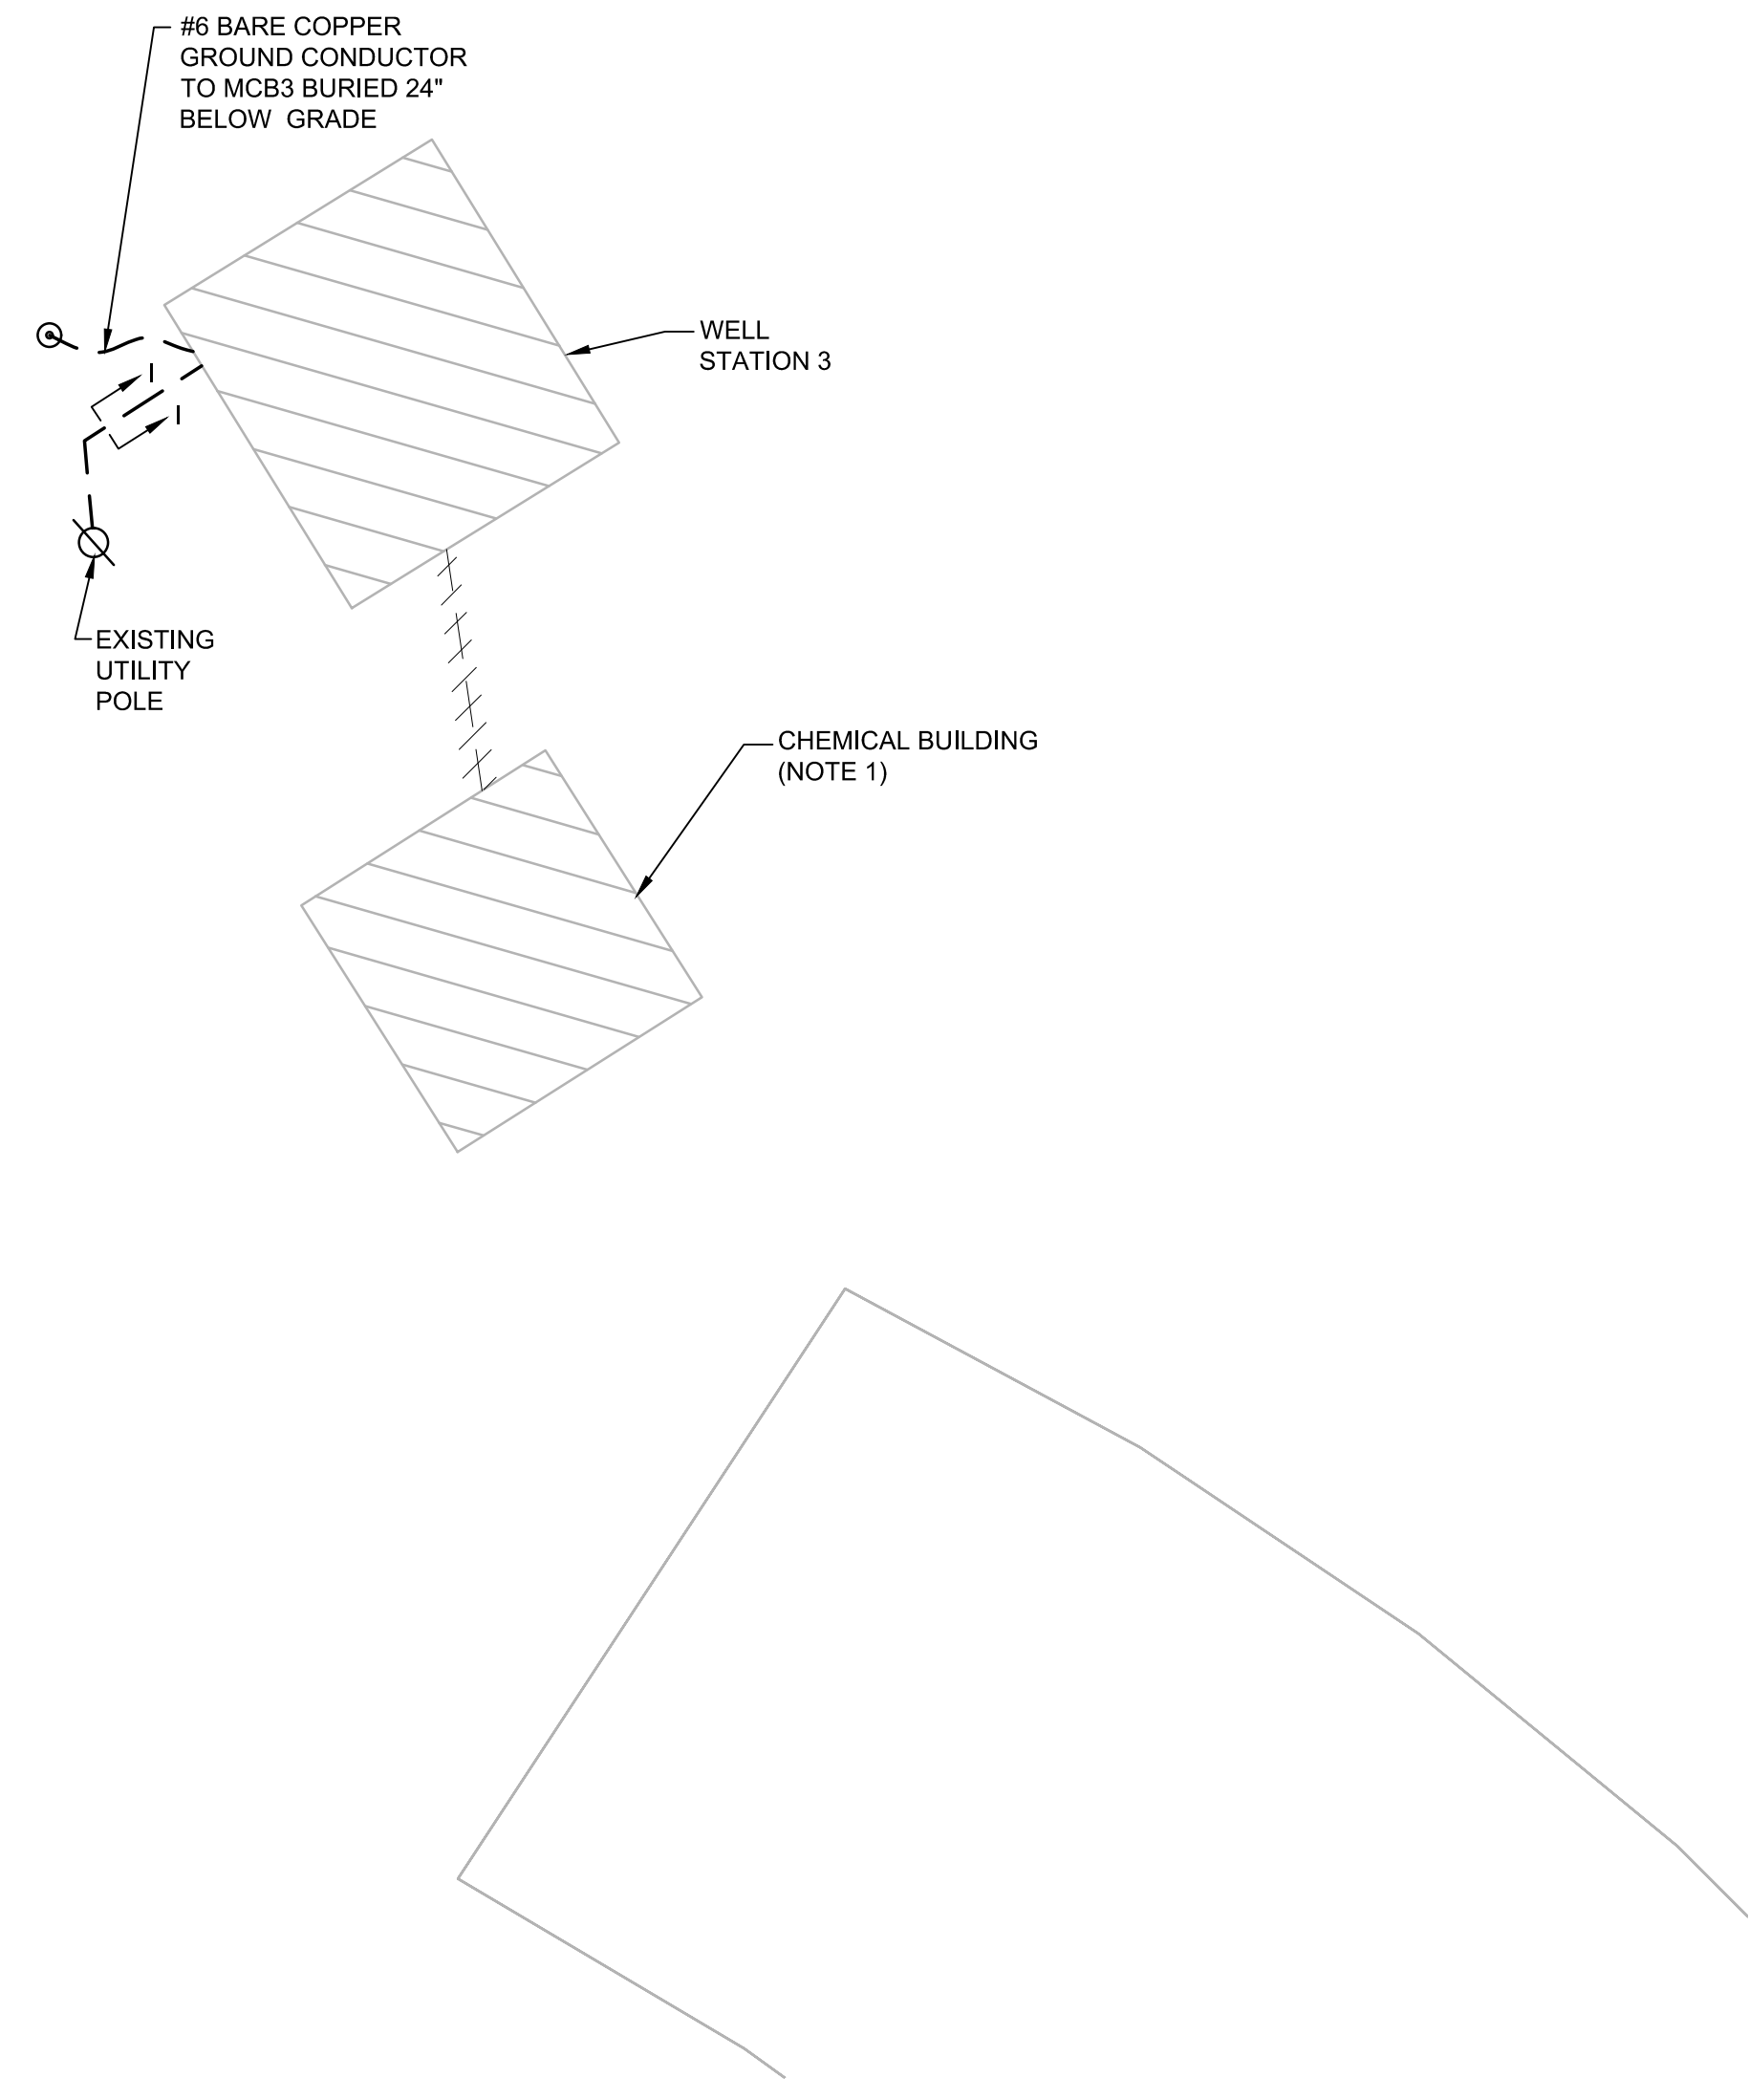 #6 BARE COPPER
GROUND CONDUCTOR
TO MCB3 BURIED 24"
BELOW  GRADE
WELL
STATION 3
I
I
EXISTING
UTILITY
POLE
CHEMICAL BUILDING
(NOTE 1)